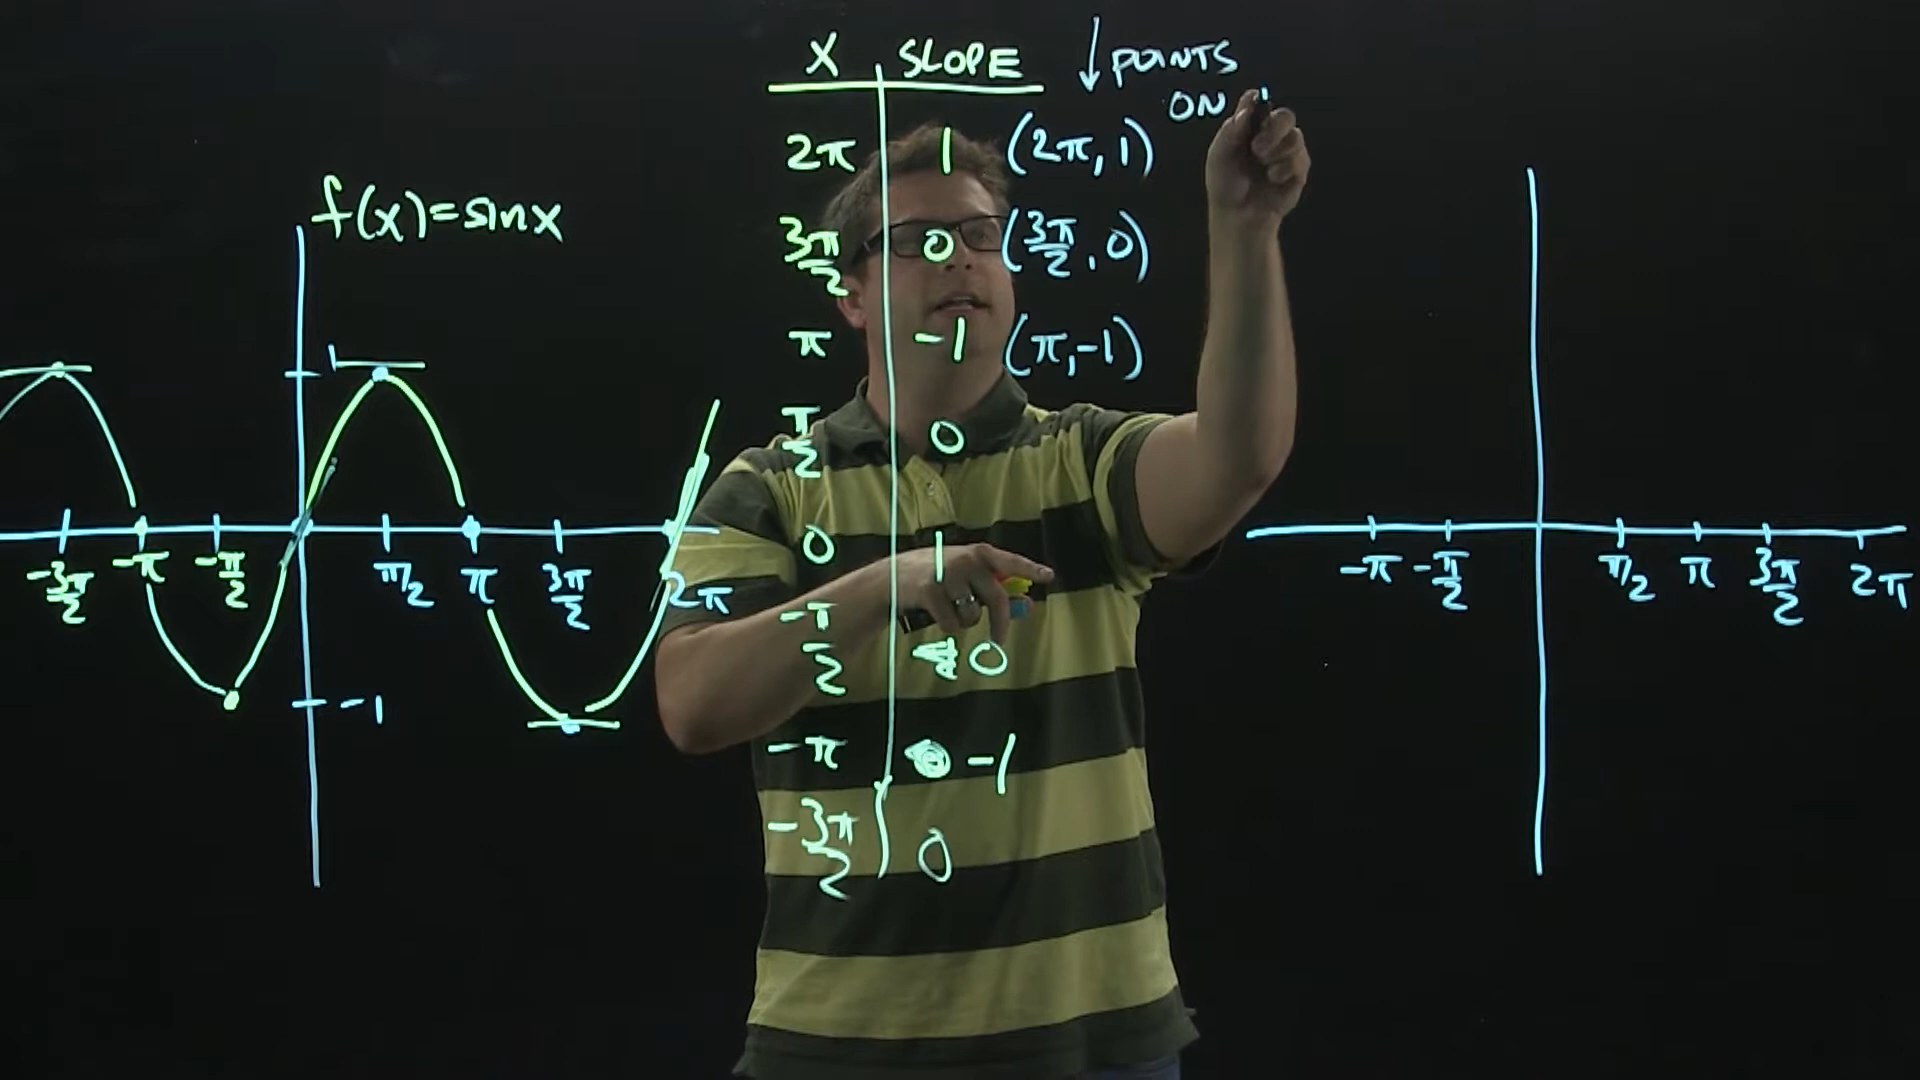 X SLOPE ↓ POINTS
ON
2π 1 (2π, 1)
f(x)=sinx
3π/2 0 (3π/2, 0)
π -1 (π,-1)
1
π/2 0
0 1
-3π/2 -π -π/2 π/2 π 3π/2 2π
-π -π/2 π/2 π 3π/2 2π
-π/2 0
-1
-π -1
-3π/2 0